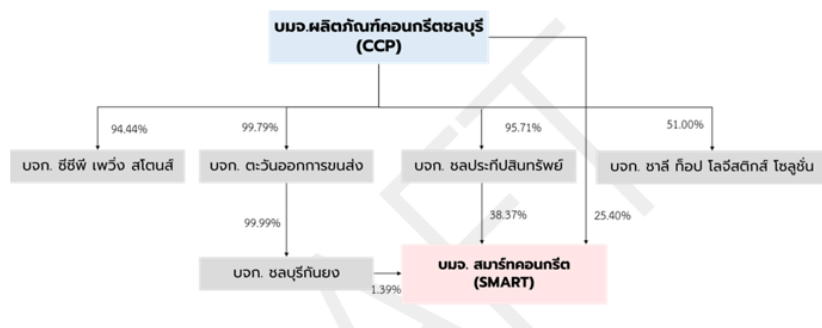 บมจ.ผลิตภัณฑ์คอนกรีตชลบุรี
(CCP)
94.44%
99.79%
95.71%
51.00%
บจก. ซีซีพี เพวิ่ง สโตนส์
บจก. ตะวันออกการขนส่ง
บจก. ชลประทีปสินทรัพย์
บจก. ชาลี ท็อป โลจีสติกส์ โซลูชั่น
99.99%
38.37%
25.40%
บจก. ชลบุรีกันยง
1.39%
บมจ. สมาร์ทคอนกรีต
(SMART)